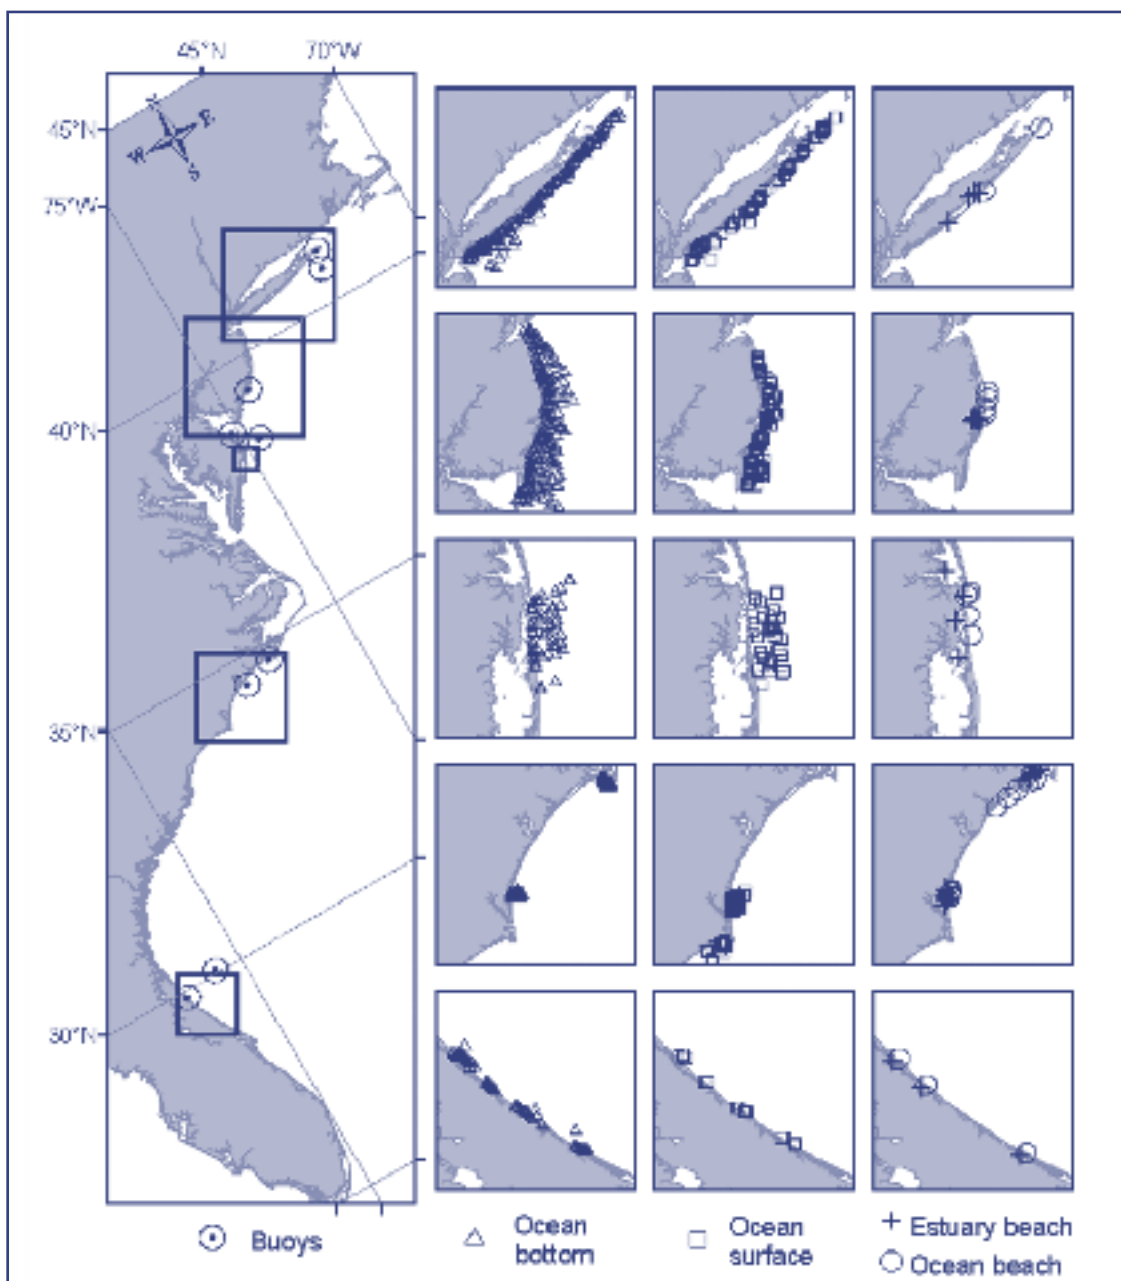 45°N 70°W
45°N
75°W
40°N
35°N
30°N
N
E
W
S
Buoys
Ocean
bottom
Ocean
surface
Estuary beach
Ocean beach